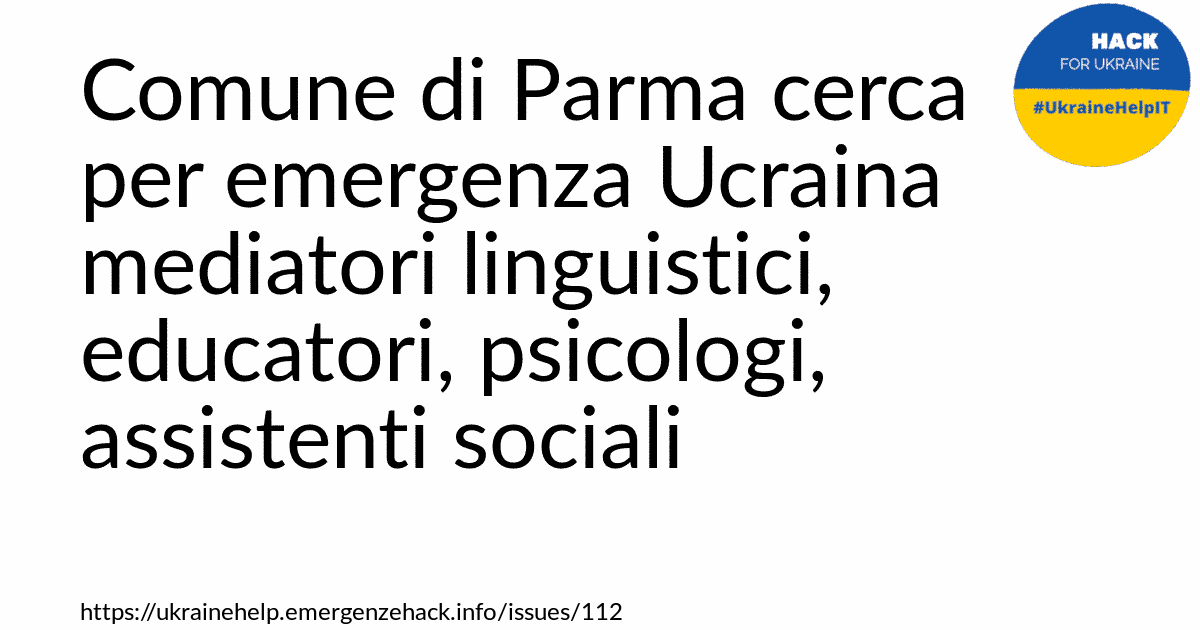 Comune di Parma cerca
per emergenza Ucraina
mediatori linguistici,
educatori, psicologi,
assistenti sociali
HACK
FOR UKRAINE
#UkraineHelpIT
https://ukrainehelp.emergenzehack.info/issues/112